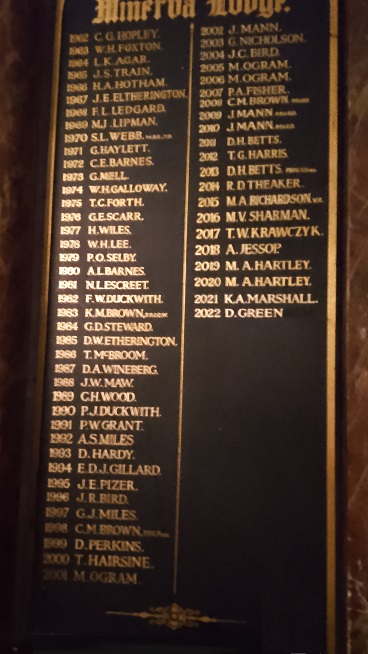 Minerva Lodge.
1962 C.G. HOPLEY.
1963 W.H. FOXTON.
1964 L.K. AGAR.
1965 J.S. TRAIN.
1966 H.A. HOTHAM.
1967 J.E. ELTHERINGTON.
1968 F.L. LEDGARD.
1969 M.J. LIPMAN.
1970 S.L. WEBB.
1971 G. HAYLETT.
1972 C.E. BARNES.
1973 G. MELL.
1974 W.H. GALLOWAY.
1975 T.C. FORTH.
1976 G.E. SCARR.
1977 H. WILES.
1978 W.H. LEE.
1979 P.O. SELBY.
1980 A.L. BARNES.
1981 N.L. ESCREET.
1982 F.W. DUCKWITH.
1983 K.M. BROWN,
1984 G.D. STEWARD.
1985 D.W. ETHERINGTON.
1986 T. McBROOM.
1987 D.A. WINEBERG.
1988 J.W. MAW.
1989 C.H. WOOD.
1990 P.J. DUCKWITH.
1991 P.W. GRANT.
1992 A.S. MILES
1993 D. HARDY.
1994 E.D.J. GILLARD.
1995 J.E. PIZER.
1996 J.R. BIRD.
1997 G.J. MILES.
1998 C.M. BROWN,
1999 D. PERKINS.
2000 T. HAIRSINE.
2001 M. OGRAM.
2002 J. MANN.
2003 G. NICHOLSON.
2004 J.C. BIRD.
2005 M. OGRAM.
2006 M. OGRAM.
2007 P.A. FISHER.
2008 C.M. BROWN,
2009 J. MANN
2010 J. MANN
2011 D.H. BETTS.
2012 T.G. HARRIS.
2013 D.H. BETTS.
2014 R.D. THEAKER.
2015 M.A. RICHARDSON.
2016 M.V. SHARMAN.
2017 T.W. KRAWCZYK.
2018 A. JESSOP
2019 M.A. HARTLEY.
2020 M.A. HARTLEY.
2021 K.A. MARSHALL.
2022 D. GREEN